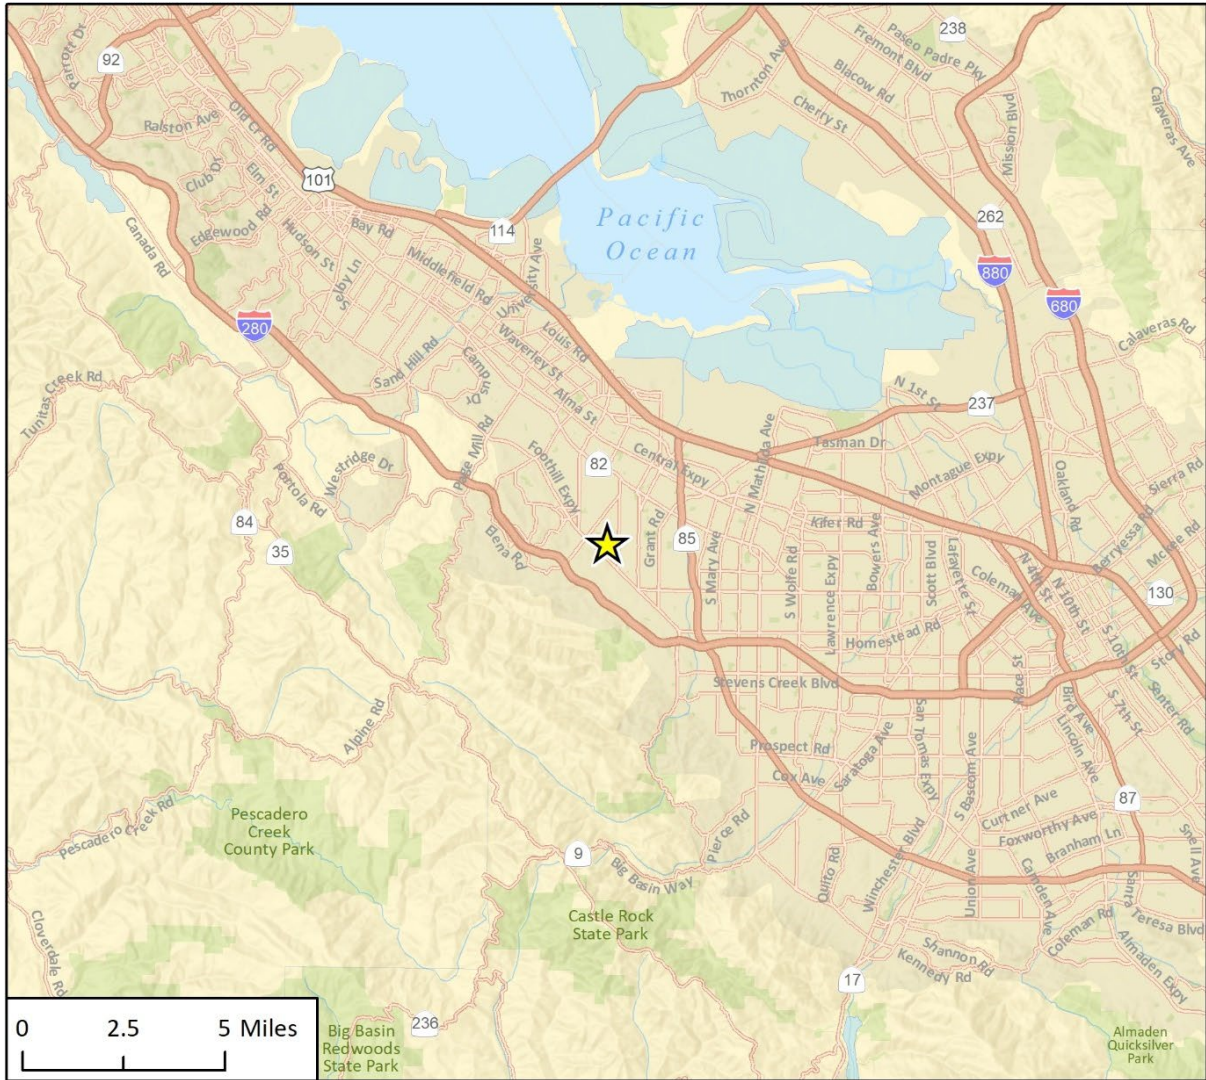 238
Paseo Padre Pky
Fremont Blvd
Parrott Dr
92
Thornton Ave
Blacow Rd
Cherry St
Calaveras Ave
Mission Blvd
Ralston Ave
Club Dr
Elm St
101
Edgewood Rd
Hudson St
Bay Rd
114
Pacific
Ocean
262
Canada Rd
Selby Ln
Middlefield Rd
University Ave
880
680
280
Louis Rd
Waverley St
Calaveras Rd
Sand Hill Rd
Campus Dr
Alma St
N 1st St
237
Tunitas Creek Rd
Page Mill Rd
Foothill Expy
82
Central Expy
N Mathilda Ave
Tasman Dr
Montague Expy
Oakland Rd
Sierra Rd
Westridge Dr
Portola Rd
84
35
Bena Rd
Grant Rd
85
S Mary Ave
Kifer Rd
Bowers Ave
S Wolfe Rd
Lawrence Expy
Scott Blvd
Lafayette St
Coleman Ave
N 4th St
N 10th St
Berryessa Rd
McKee Rd
130
Homestead Rd
S 10th St
Story Rd
Stevens Creek Blvd
Race St
Bird Ave
S 7th St
Senter Rd
Alpine Rd
Prospect Rd
Saratoga Ave
San Tomas Expy
Lincoln Ave
S Bascom Ave
Cox Ave
87
Curtner Ave
Foxworthy Ave
Branham Ln
Snell Ave
Pescadero Creek Rd
Pescadero
Creek
County Park
9
Big Basin Way
Pierce Rd
Quito Rd
Winchester Blvd
Union Ave
Camden Ave
Santa Teresa Blvd
Castle Rock
State Park
Cloverdale Rd
Coleman Rd
Almaden Expy
Shannon Rd
Kennedy Rd
17
236
0 2.5 5 Miles
Big Basin
Redwoods
State Park
Almaden
Quicksilver
Park